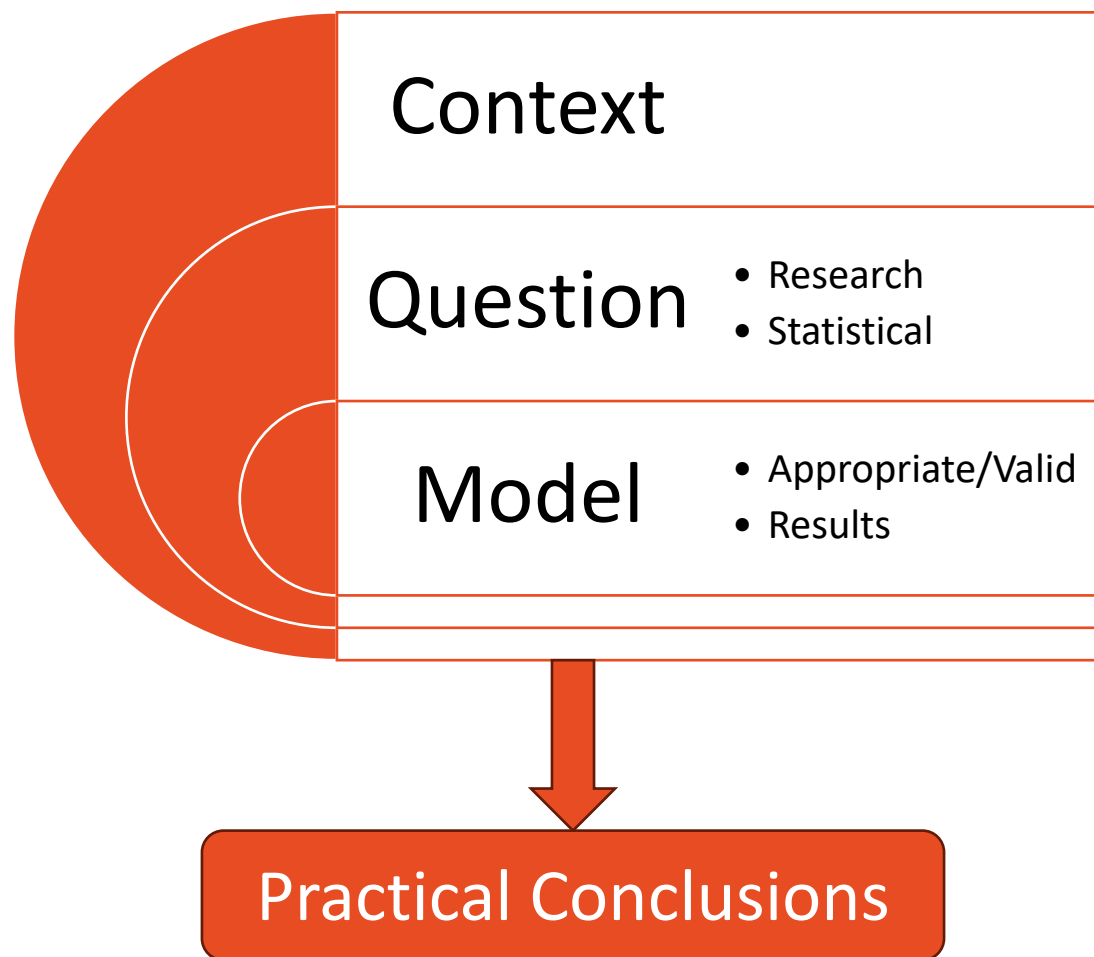 Context
Question
• Research
• Statistical
Model
• Appropriate/Valid
• Results
Practical Conclusions